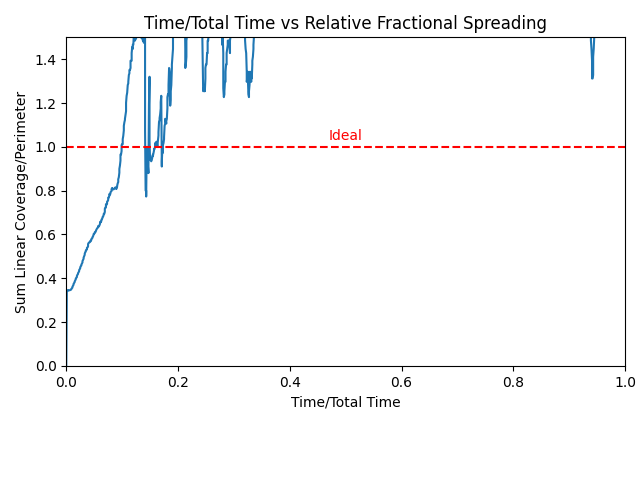 Time/Total Time vs Relative Fractional Spreading
Sum Linear Coverage/Perimeter
1.4
1.2
1.0
0.8
0.6
0.4
0.2
0.0
Ideal
0.0 0.2 0.4 0.6 0.8 1.0
Time/Total Time